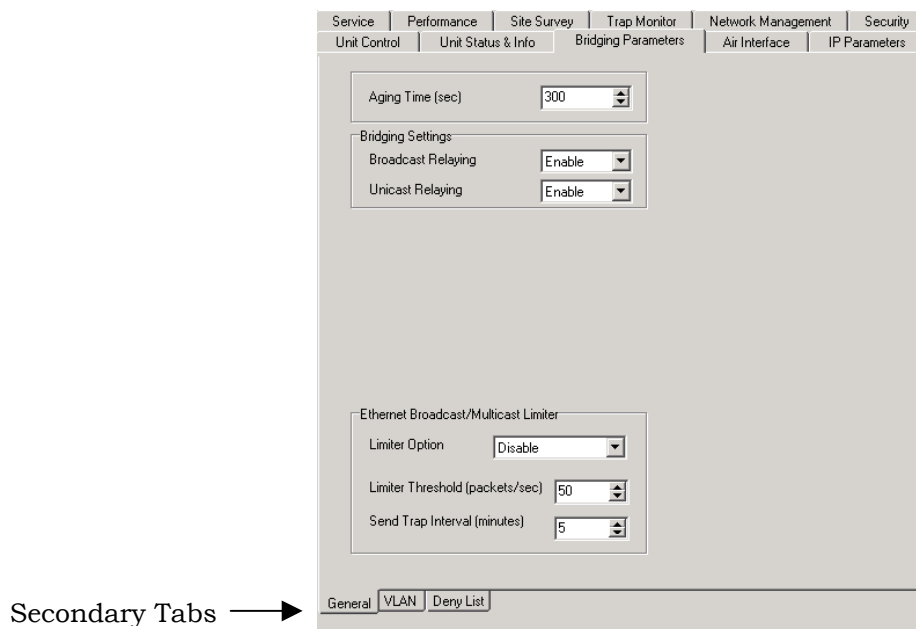 Service Performance Site Survey Trap Monitor Network Management Security
Unit Control Unit Status & Info Bridging Parameters Air Interface IP Parameters
Aging Time (sec) 300
Bridging Settings
Broadcast Relaying Enable
Unicast Relaying Enable
Ethernet Broadcast/Multicast Limiter
Limiter Option Disable
Limiter Threshold (packets/sec) 50
Send Trap Interval (minutes) 5
General VLAN Deny List
Secondary Tabs